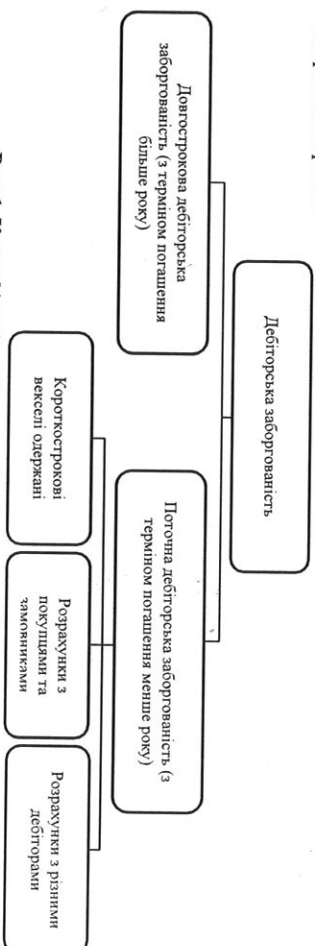 Дебіторська заборгованість
Довгострокова дебіторська
заборгованість (з терміном погашення
більше року)
Поточна дебіторська заборгованість (з
терміном погашення менше року)
Короткострокові
векселі одержані
Розрахунки з
покупцями та
замовниками
Розрахунки з різними
дебіторами